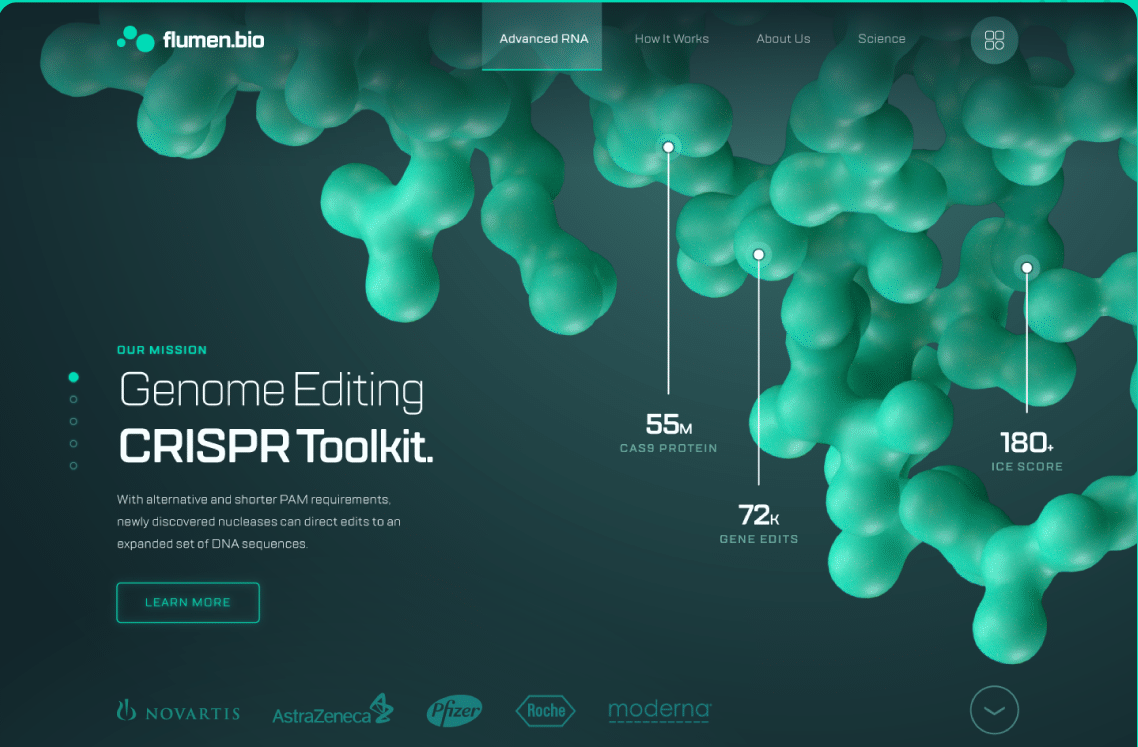 flumen.bio
Advanced RNA
How It Works
About Us
Science
OUR MISSION
Genome Editing
CRISPR Toolkit.
With alternative and shorter PAM requirements,
newly discovered nucleases can direct edits to an
expanded set of DNA sequences.
LEARN MORE
55M
CAS9 PROTEIN
72K
GENE EDITS
180+
ICE SCORE
NOVARTIS
AstraZeneca
Pfizer
Roche
moderna